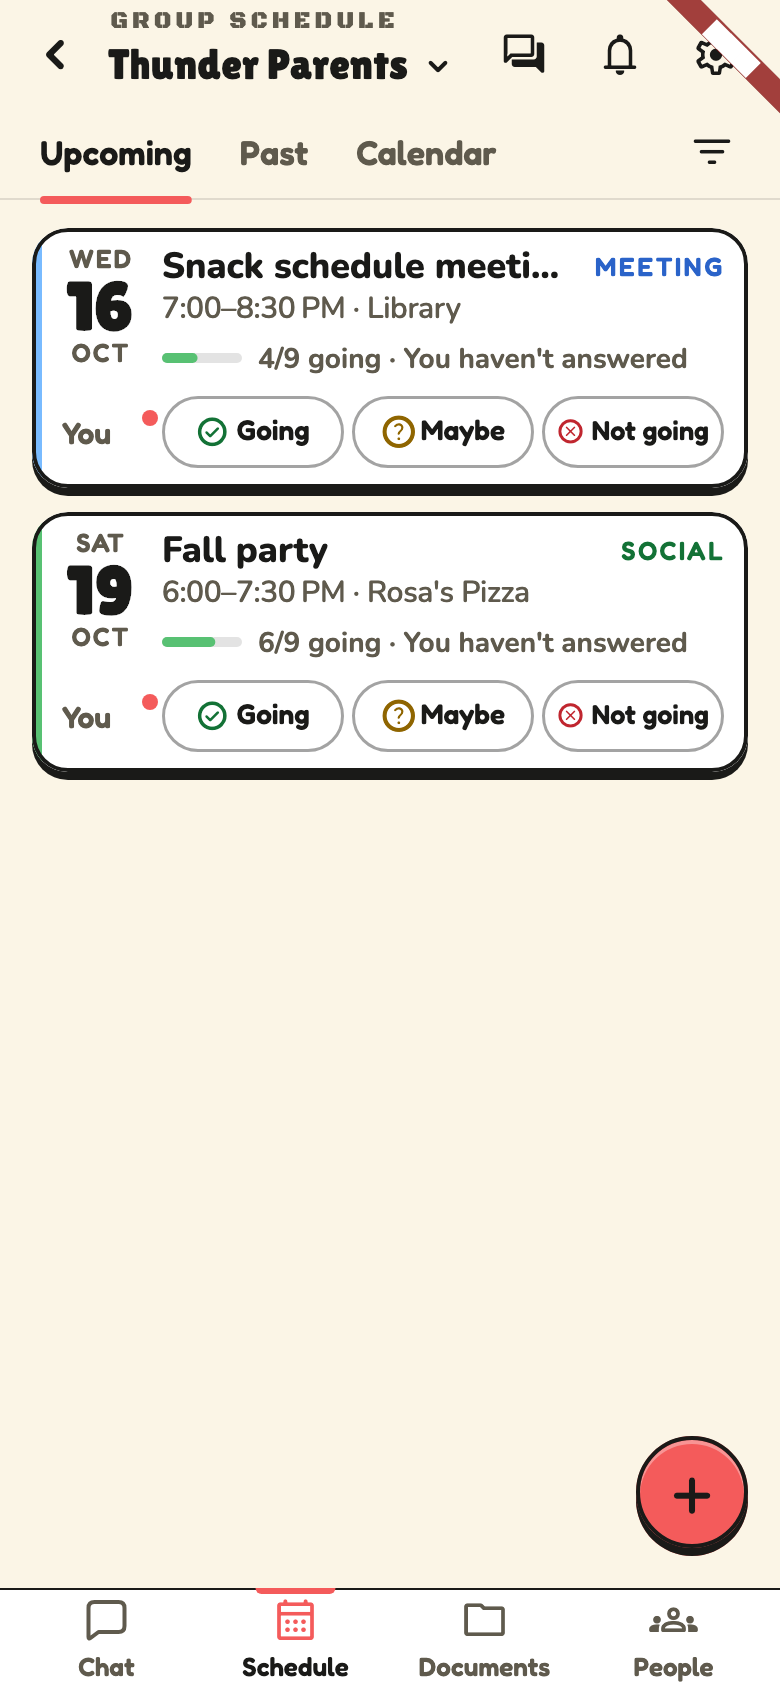 GROUP SCHEDULE
Thunder Parents
Upcoming
Past
Calendar
WED
16
OCT
Snack schedule meeti...
MEETING
7:00–8:30 PM · Library
4/9 going · You haven't answered
You
Going
Maybe
Not going
SAT
19
OCT
Fall party
SOCIAL
6:00–7:30 PM · Rosa's Pizza
6/9 going · You haven't answered
You
Going
Maybe
Not going
Chat
Schedule
Documents
People